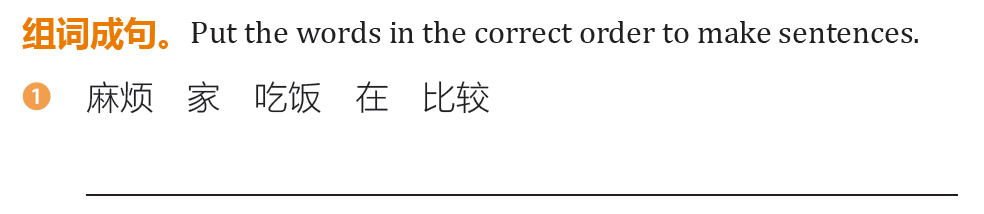 组词成句。Put the words in the correct order to make sentences.
1 麻烦 家 吃饭 在 比较